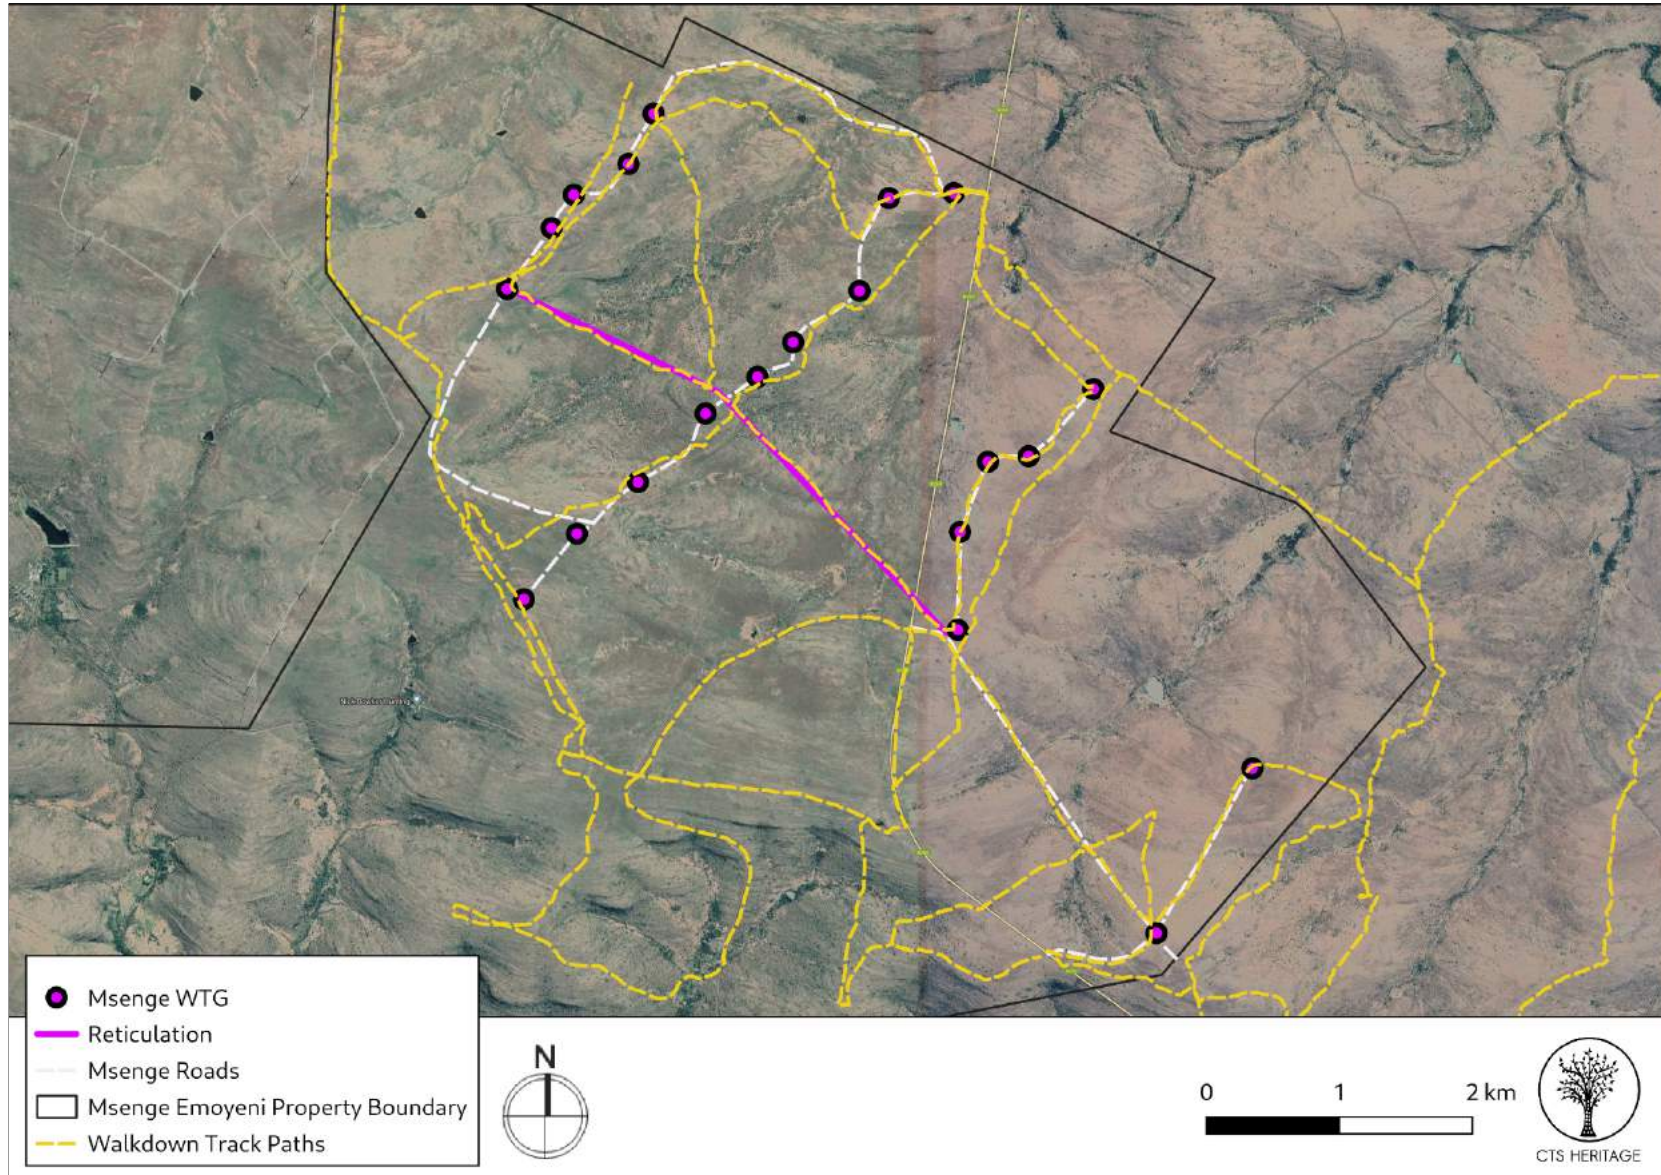 Msenge WTG
Reticulation
Msenge Roads
Msenge Emoyeni Property Boundary
Walkdown Track Paths
N
0 1 2 km
CTS HERITAGE